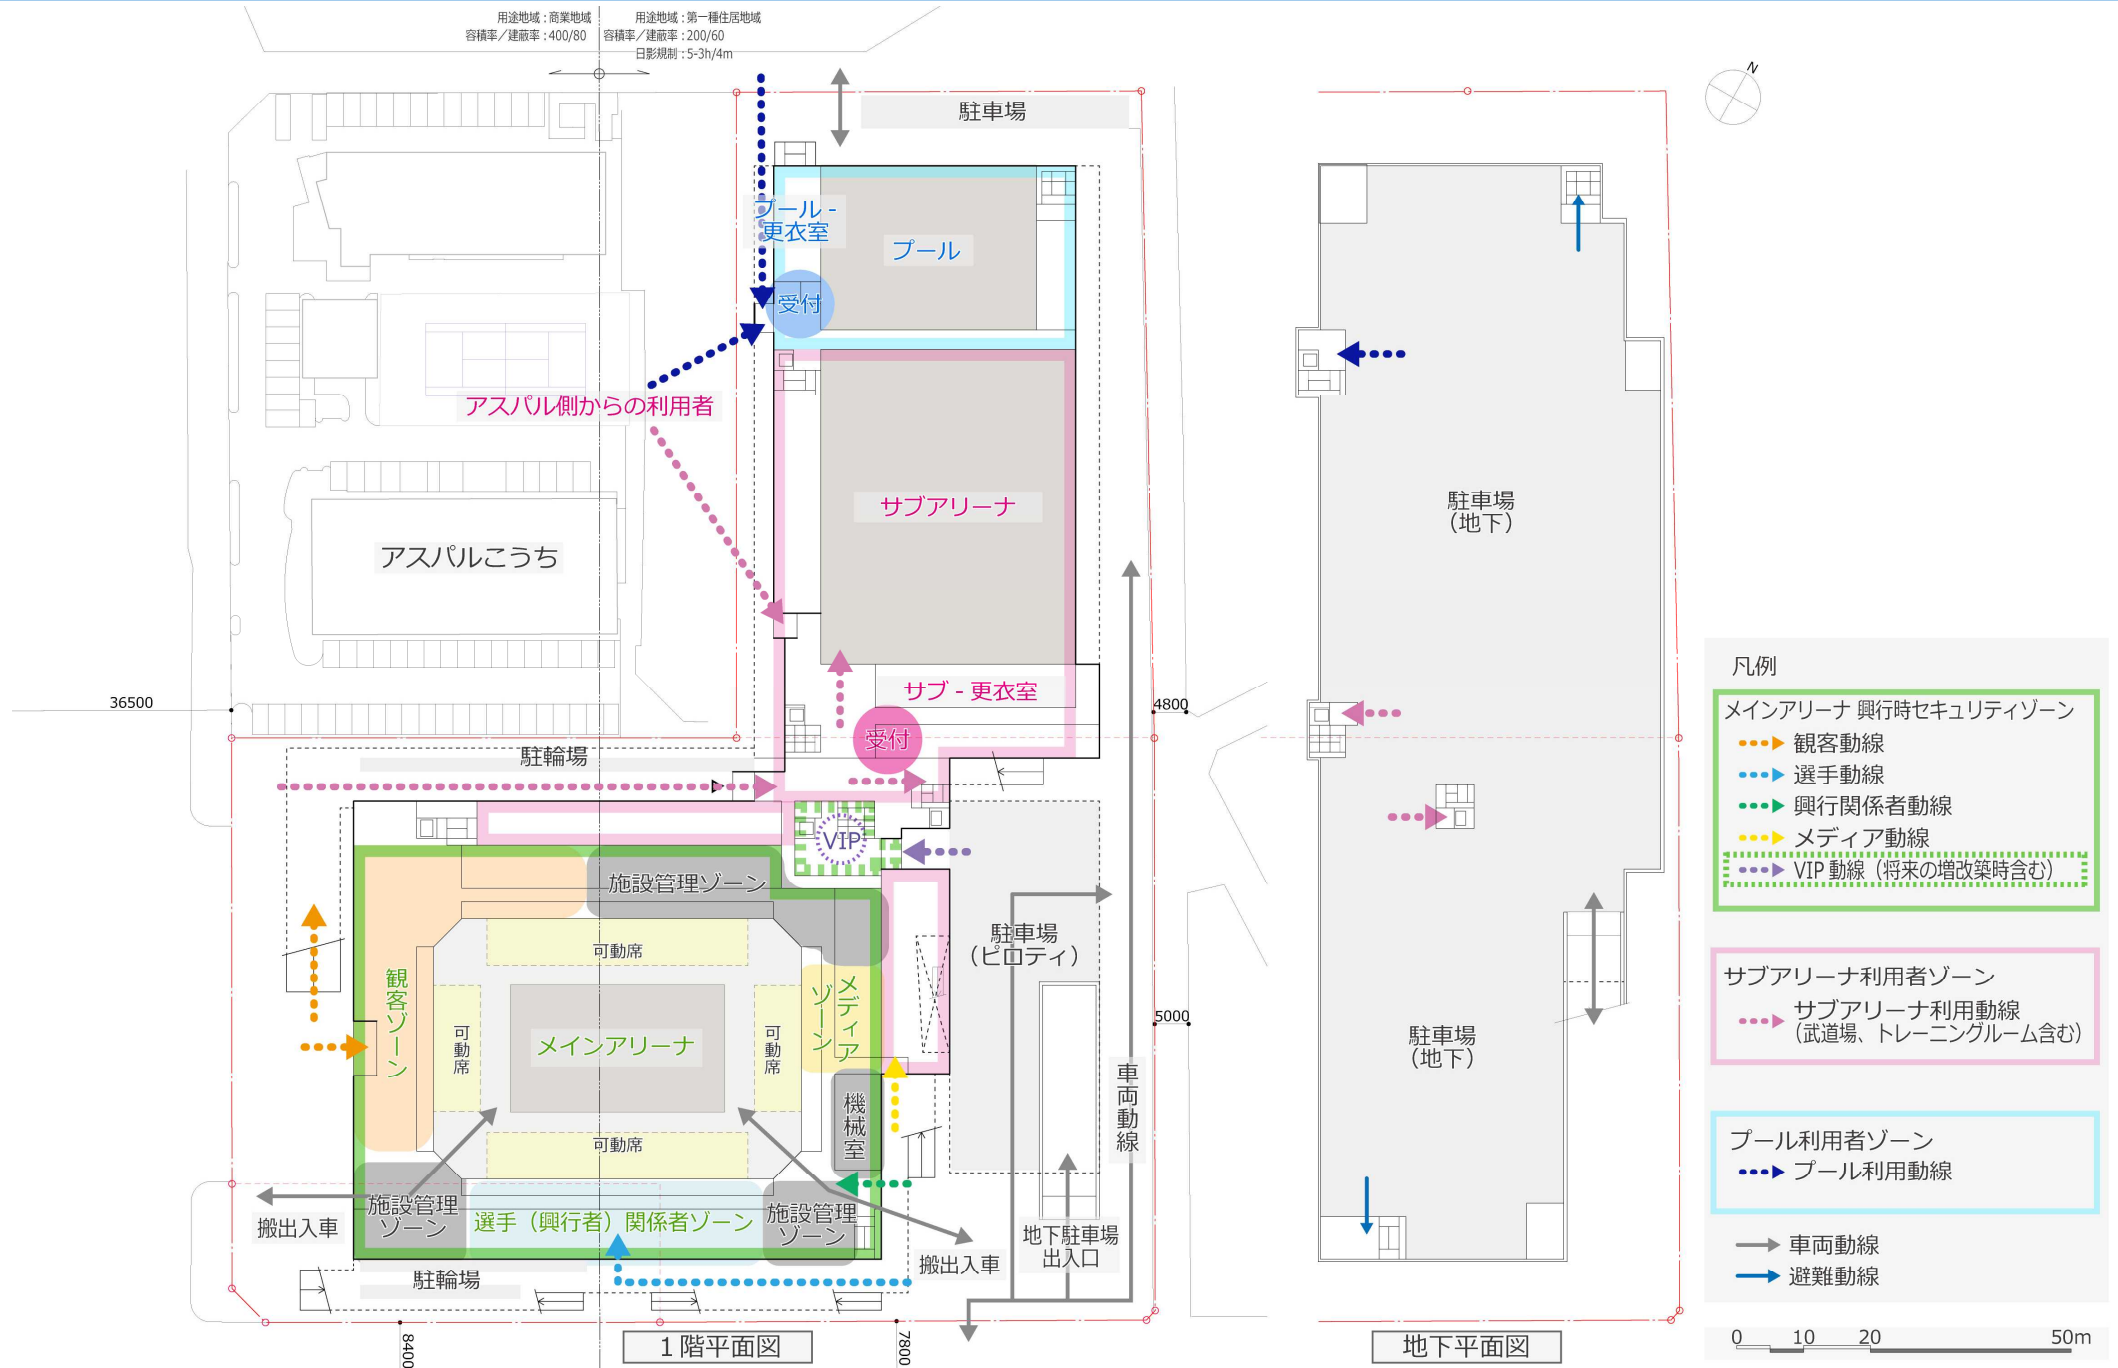 用途地域：商業地域
容積率／建蔽率：400/80
用途地域：第一種住居地域
容積率／建蔽率：200/60
日影規制：5-3h/4m
N
駐車場
プール -
更衣室
プール
受付
アスパル側からの利用者
サブアリーナ
アスパルこうち
サブ - 更衣室
受付
36500
4800
駐輪場
VIP
施設管理ゾーン
観客ゾーン
可動席
可動席
メインアリーナ
可動席
可動席
メディア
ゾーン
機械室
駐車場
（ピロティ）
5000
車両動線
施設管理
ゾーン
選手（興行者）関係者ゾーン
施設管理
ゾーン
搬出入車
搬出入車
地下駐車場
出入口
駐輪場
8400
7800
1 階平面図
駐車場
（地下）
駐車場
（地下）
地下平面図
凡例
メインアリーナ 興行時セキュリティゾーン
観客動線
選手動線
興行関係者動線
メディア動線
VIP 動線（将来の増改築時含む）
サブアリーナ利用者ゾーン
サブアリーナ利用動線
（武道場、トレーニングルーム含む）
プール利用者ゾーン
プール利用動線
車両動線
避難動線
0 10 20 50m